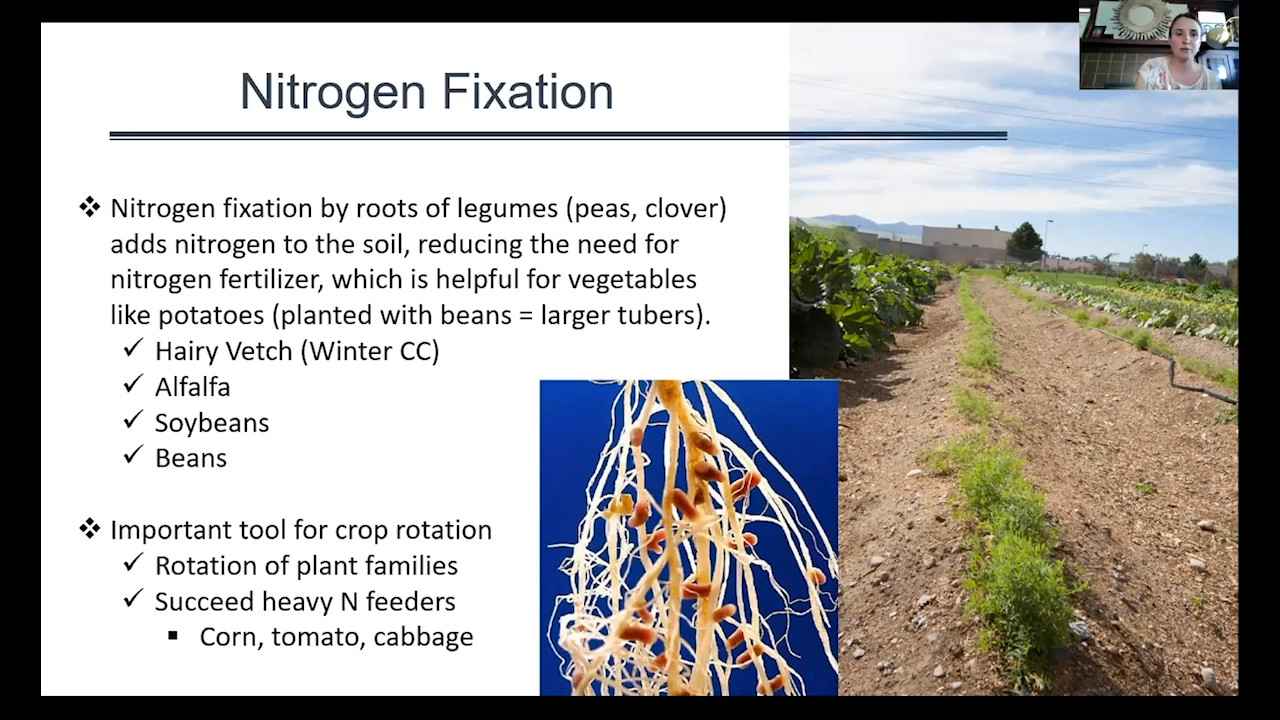 Nitrogen Fixation
❖ Nitrogen fixation by roots of legumes (peas, clover)
adds nitrogen to the soil, reducing the need for
nitrogen fertilizer, which is helpful for vegetables
like potatoes (planted with beans = larger tubers).
✓ Hairy Vetch (Winter CC)
✓ Alfalfa
✓ Soybeans
✓ Beans
❖ Important tool for crop rotation
✓ Rotation of plant families
✓ Succeed heavy N feeders
▪ Corn, tomato, cabbage